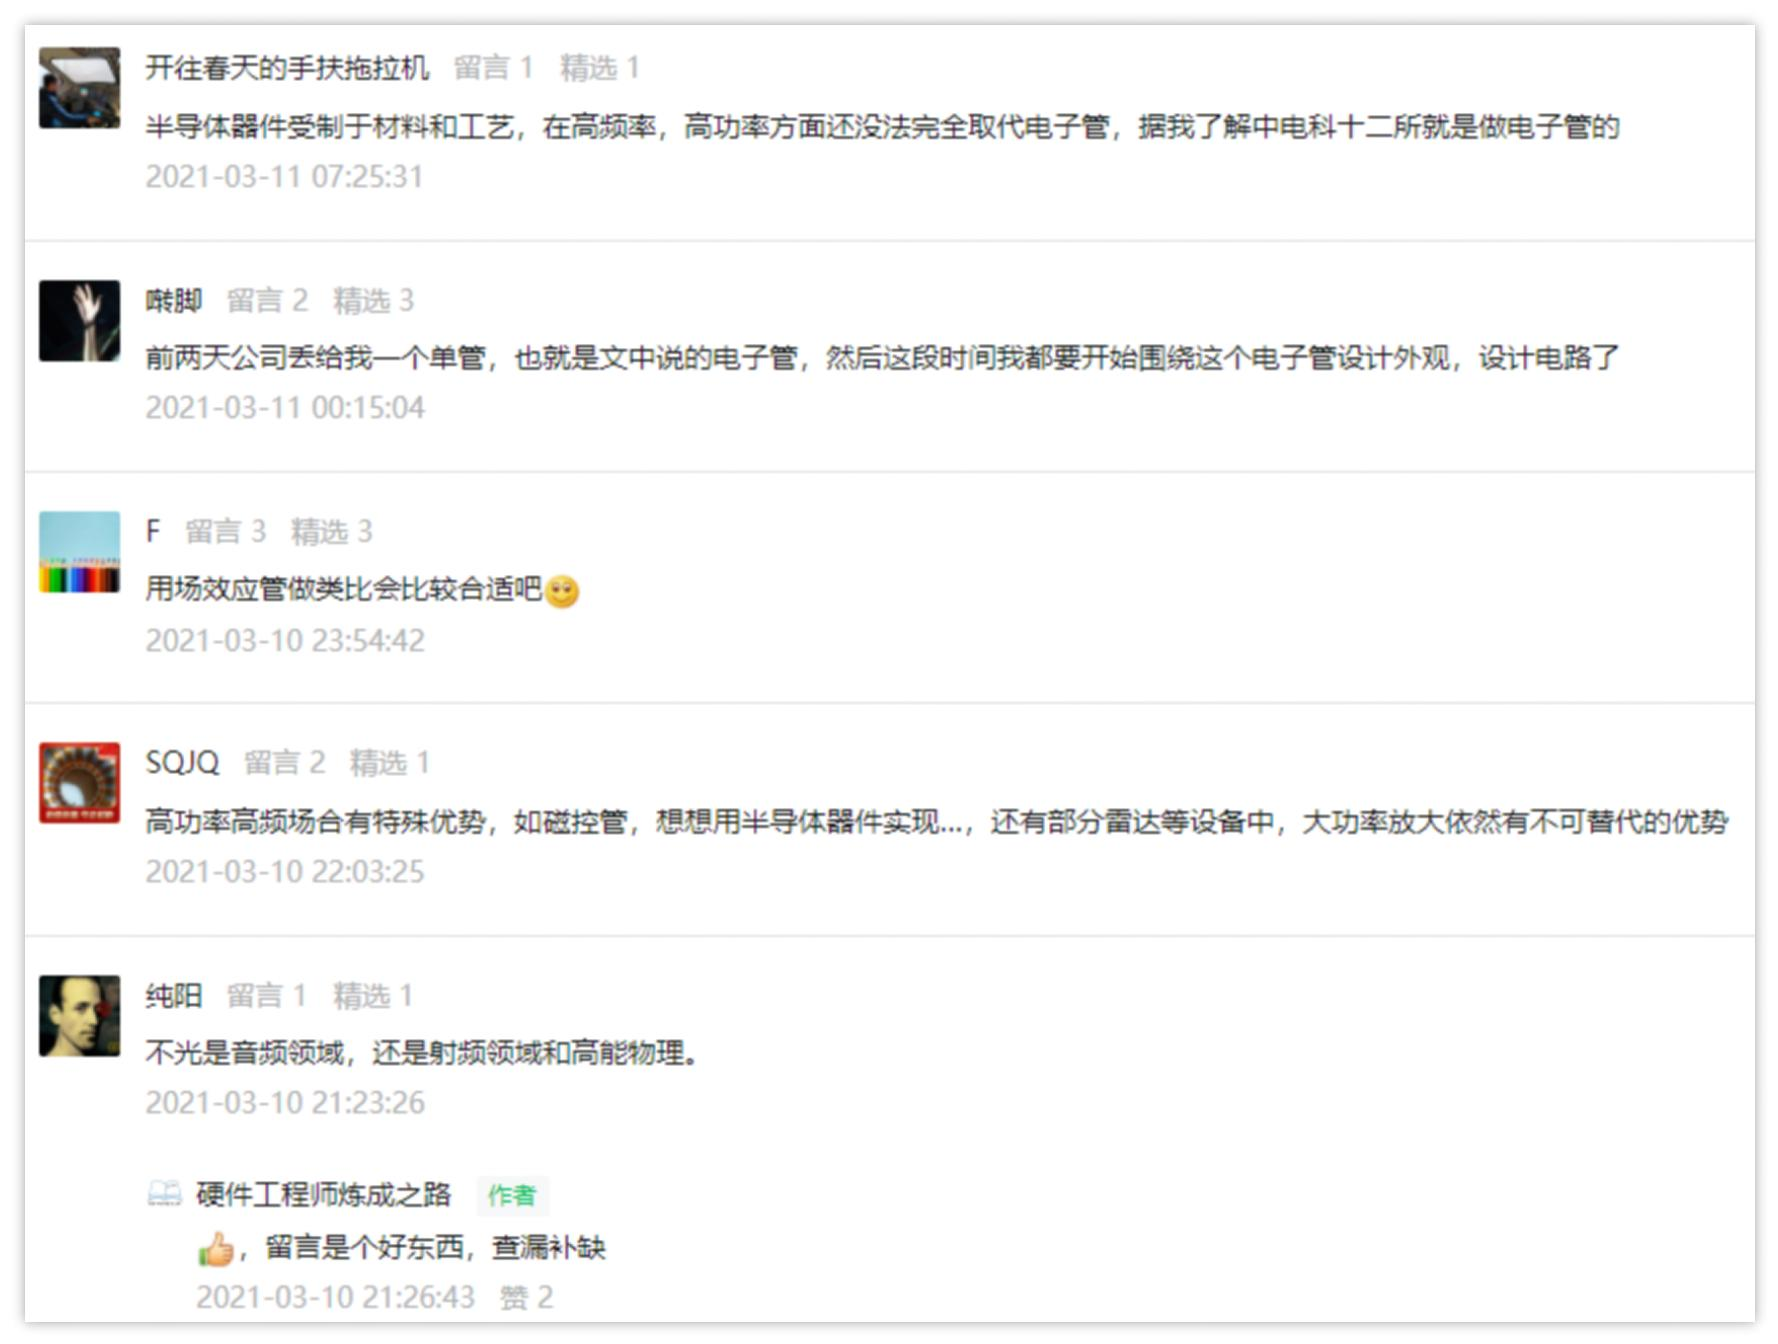 开往春天的手扶拖拉机 留言 1 精选 1
半导体器件受制于材料和工艺，在高频率，高功率方面还没法完全取代电子管，据我了解中电科十二所就是做电子管的
2021-03-11 07:25:31
啭脚 留言 2 精选 3
前两天公司丢给我一个单管，也就是文中说的电子管，然后这段时间我都要开始围绕这个电子管设计外观，设计电路了
2021-03-11 00:15:04
F 留言 3 精选 3
用场效应管做类比会比较合适吧
2021-03-10 23:54:42
SQJQ 留言 2 精选 1
高功率高频场合有特殊优势，如磁控管，想想用半导体器件实现...，还有部分雷达等设备中，大功率放大依然有不可替代的优势
2021-03-10 22:03:25
纯阳 留言 1 精选 1
不光是音频领域，还是射频领域和高能物理。
2021-03-10 21:23:26
硬件工程师炼成之路 作者
，留言是个好东西，查漏补缺
2021-03-10 21:26:43 赞 2